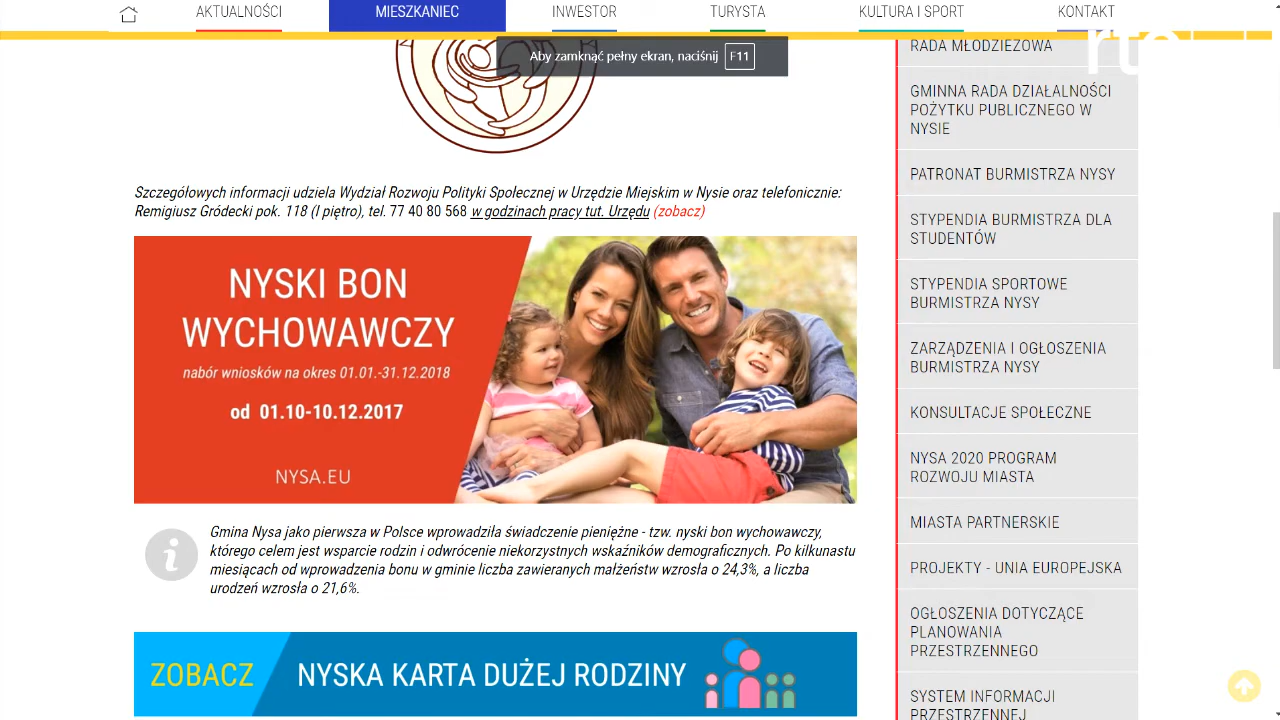 AKTUALNOŚCI
MIESZKANIEC
INWESTOR
TURYSTA
KULTURA I SPORT
KONTAKT
Aby zamknąć pełny ekran, naciśnij F11
Szczegółowych informacji udziela Wydział Rozwoju Polityki Społecznej w Urzędzie Miejskim w Nysie oraz telefonicznie:
Remigiusz Gródecki pok. 118 (I piętro), tel. 77 40 80 568 w godzinach pracy tut. Urzędu (zobacz)
NYSKI BON
WYCHOWAWCZY
nabór wniosków na okres 01.01.-31.12.2018
od 01.10-10.12.2017
NYSA.EU
Gmina Nysa jako pierwsza w Polsce wprowadziła świadczenie pieniężne - tzw. nyski bon wychowawczy,
którego celem jest wsparcie rodzin i odwrócenie niekorzystnych wskaźników demograficznych. Po kilkunastu
miesiącach od wprowadzenia bonu w gminie liczba zawieranych małżeństw wzrosła o 24,3%, a liczba
urodzeń wzrosła o 21,6%.
ZOBACZ NYSKA KARTA DUŻEJ RODZINY
RADA MŁODZIEŻOWA
GMINNA RADA DZIAŁALNOŚCI
POŻYTKU PUBLICZNEGO W
NYSIE
PATRONAT BURMISTRZA NYSY
STYPENDIA BURMISTRZA DLA
STUDENTÓW
STYPENDIA SPORTOWE
BURMISTRZA NYSY
ZARZĄDZENIA I OGŁOSZENIA
BURMISTRZA NYSY
KONSULTACJE SPOŁECZNE
NYSA 2020 PROGRAM
ROZWOJU MIASTA
MIASTA PARTNERSKIE
PROJEKTY - UNIA EUROPEJSKA
OGŁOSZENIA DOTYCZĄCE
PLANOWANIA
PRZESTRZENNEGO
SYSTEM INFORMACJI
PRZESTRZENNEJ